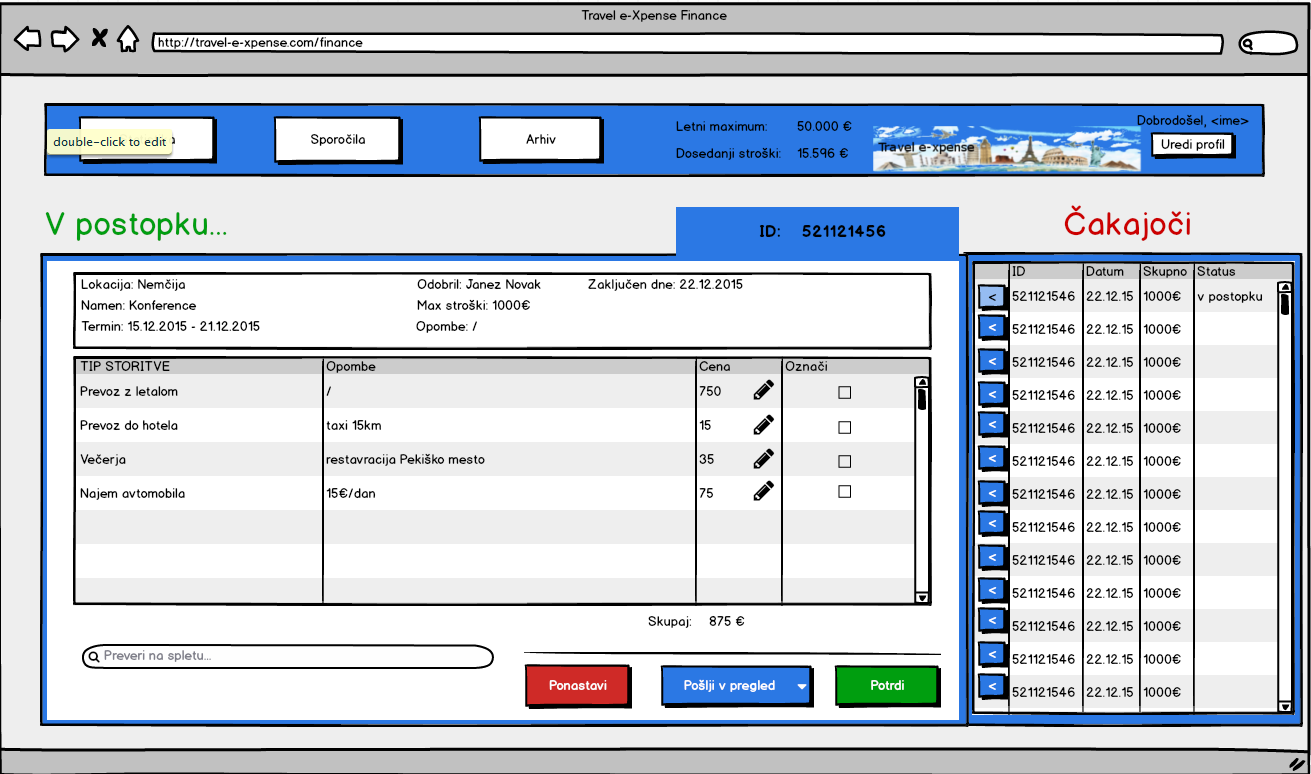 Travel e-Xpense Finance
http://travel-e-xpense.com/finance
double-click to edit
Sporočila
Arhiv
Letni maximum: 50.000 €
Dosedanji stroški: 15.596 €
Travel e-xpense
Dobrodošel, <ime>
Uredi profil
V postopku...
ID: 521121456
Čakajoči
Lokacija: Nemčija Odobril: Janez Novak Zaključen dne: 22.12.2015
Namen: Konference Max stroški: 1000€
Termin: 15.12.2015 - 21.12.2015 Opombe: /
TIP STORITVE Opombe Cena Označi
Prevoz z letalom / 750
Prevoz do hotela taxi 15km 15
Večerja restavracija Pekiško mesto 35
Najem avtomobila 15€/dan 75
Skupaj: 875 €
Preveri na spletu...
Ponastavi
Pošlji v pregled
Potrdi
ID Datum Skupno Status
< 521121546 22.12.15 1000€ v postopku
< 521121546 22.12.15 1000€
< 521121546 22.12.15 1000€
< 521121546 22.12.15 1000€
< 521121546 22.12.15 1000€
< 521121546 22.12.15 1000€
< 521121546 22.12.15 1000€
< 521121546 22.12.15 1000€
< 521121546 22.12.15 1000€
< 521121546 22.12.15 1000€
< 521121546 22.12.15 1000€
< 521121546 22.12.15 1000€
< 521121546 22.12.15 1000€